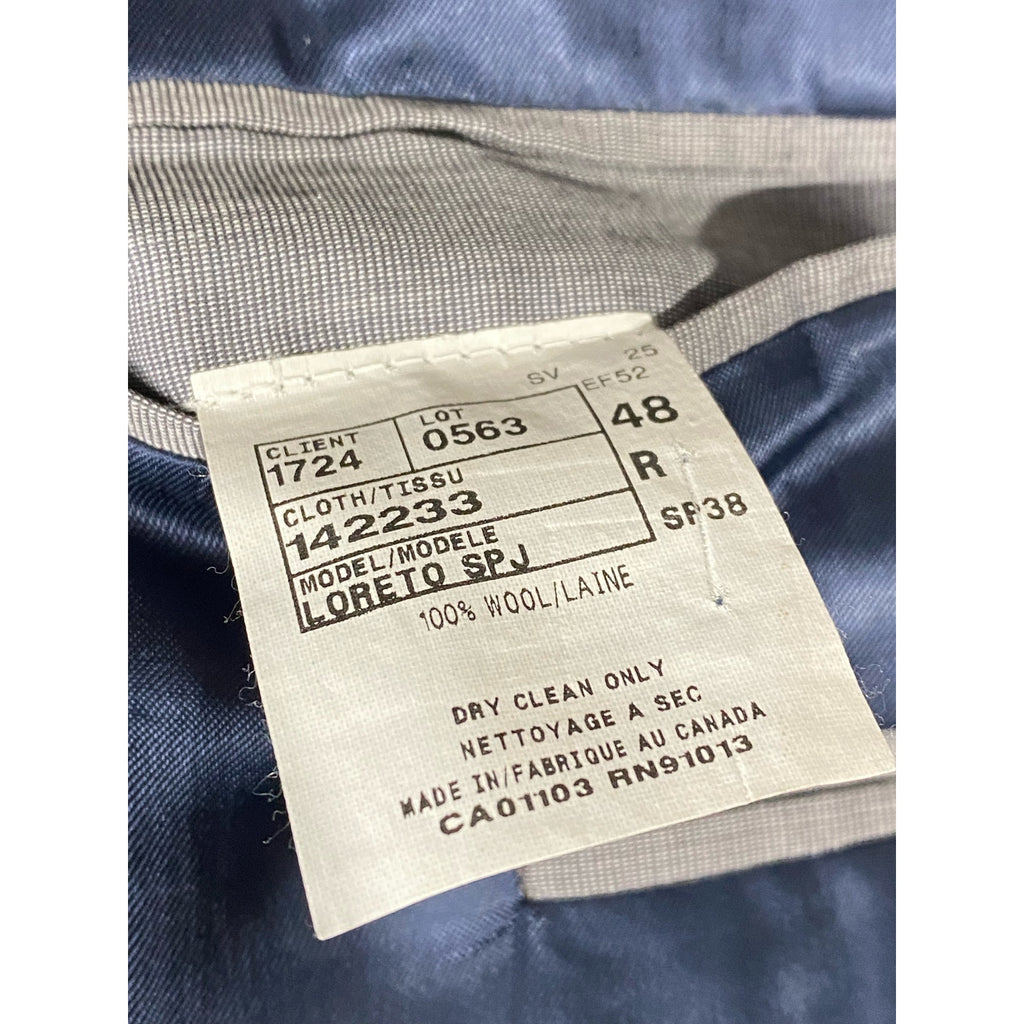 25
SV EF52
CLIENT LOT 48
1724 0563
CLOTH/TISSU R
142233
MODEL/MODELE SP38
LORETO SPJ
100% WOOL/LAINE
DRY CLEAN ONLY
NETTOYAGE A SEC
MADE IN/FABRIQUE AU CANADA
CA01103 RN91013